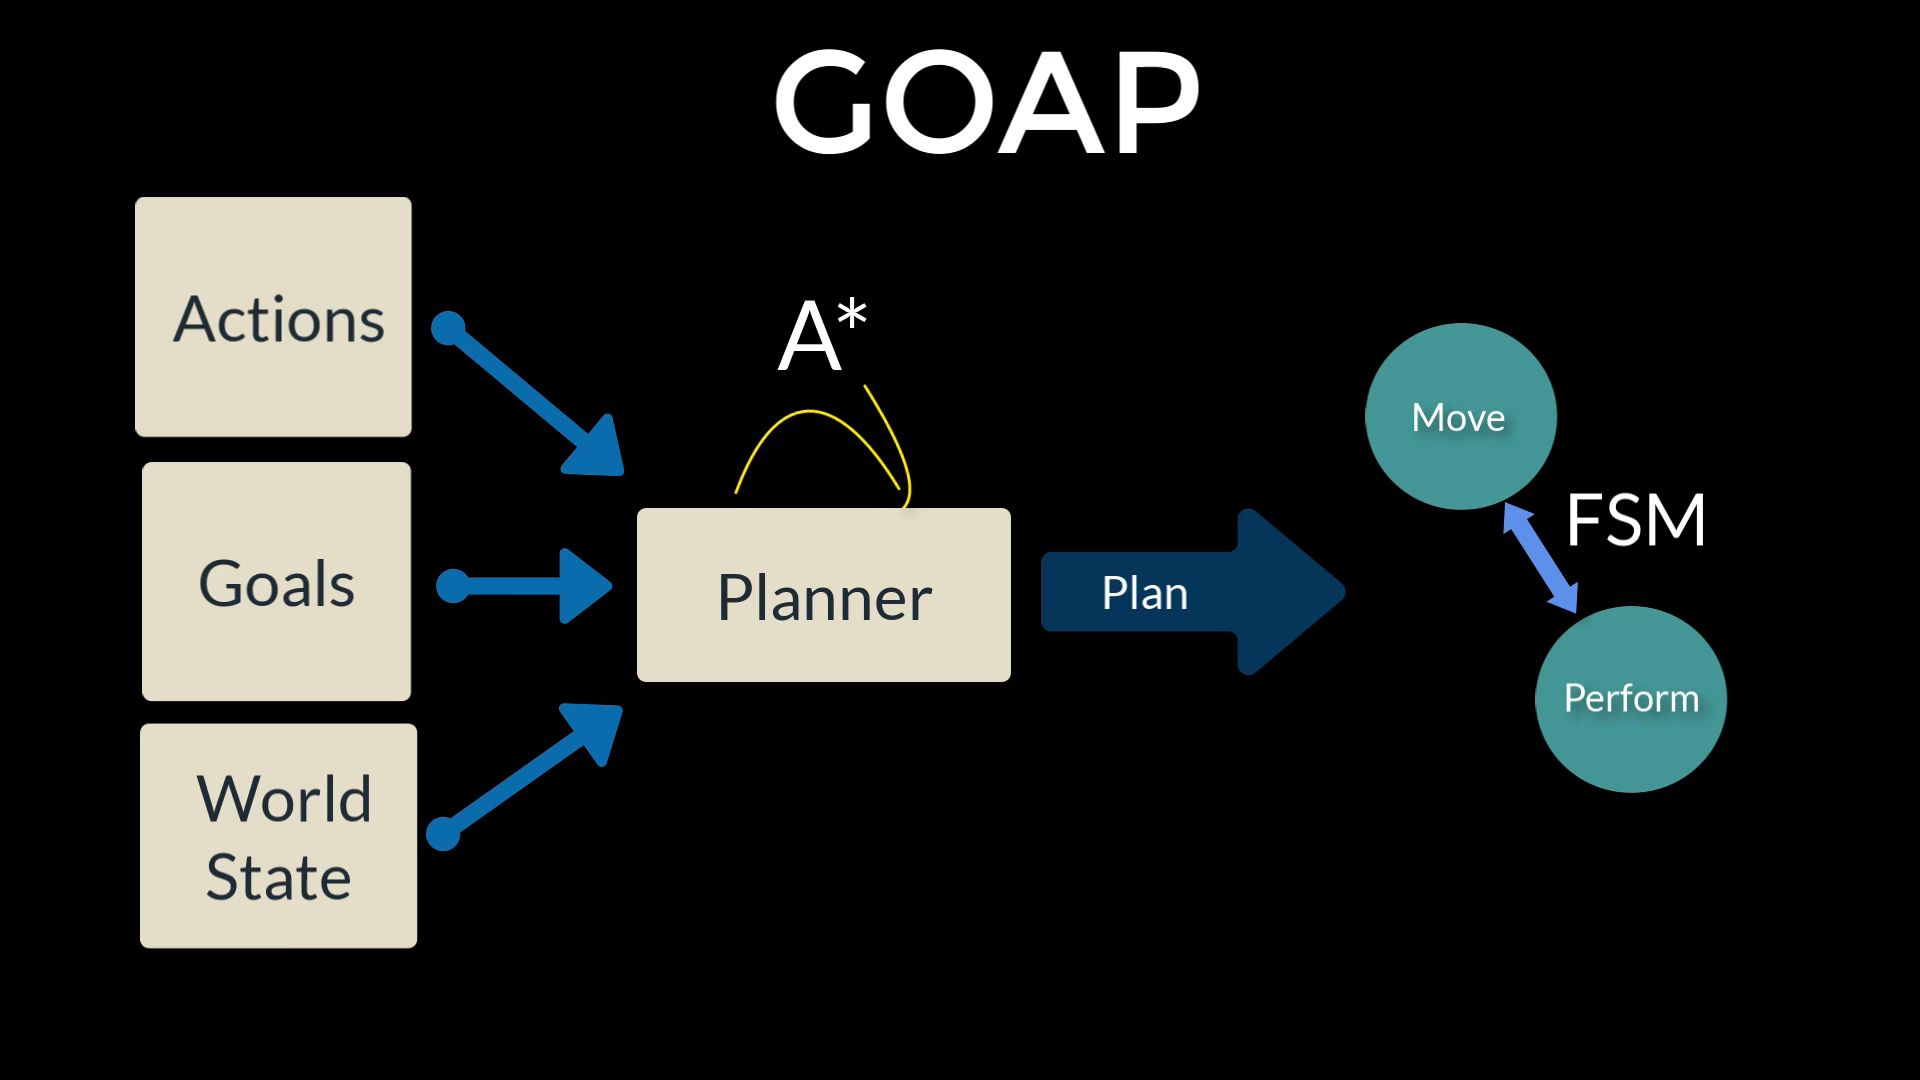 GOAP
Actions
Goals
World
State
A*
Planner
Plan
Move
FSM
Perform